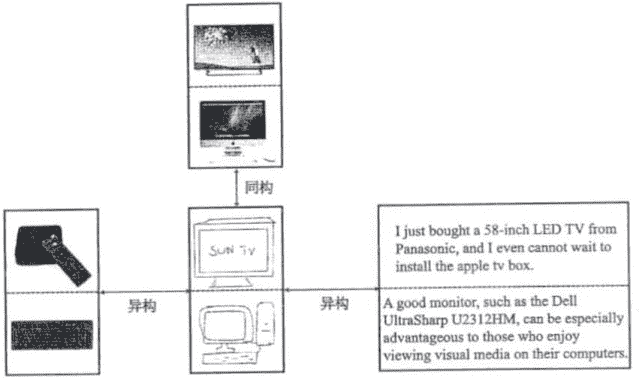 同构
SUN TV
异构
异构
I just bought a 58-inch LED TV from
Panasonic, and I even cannot wait to
install the apple tv box.
A good monitor, such as the Dell
UltraSharp U2312HM, can be especially
advantageous to those who enjoy
viewing visual media on their computers.